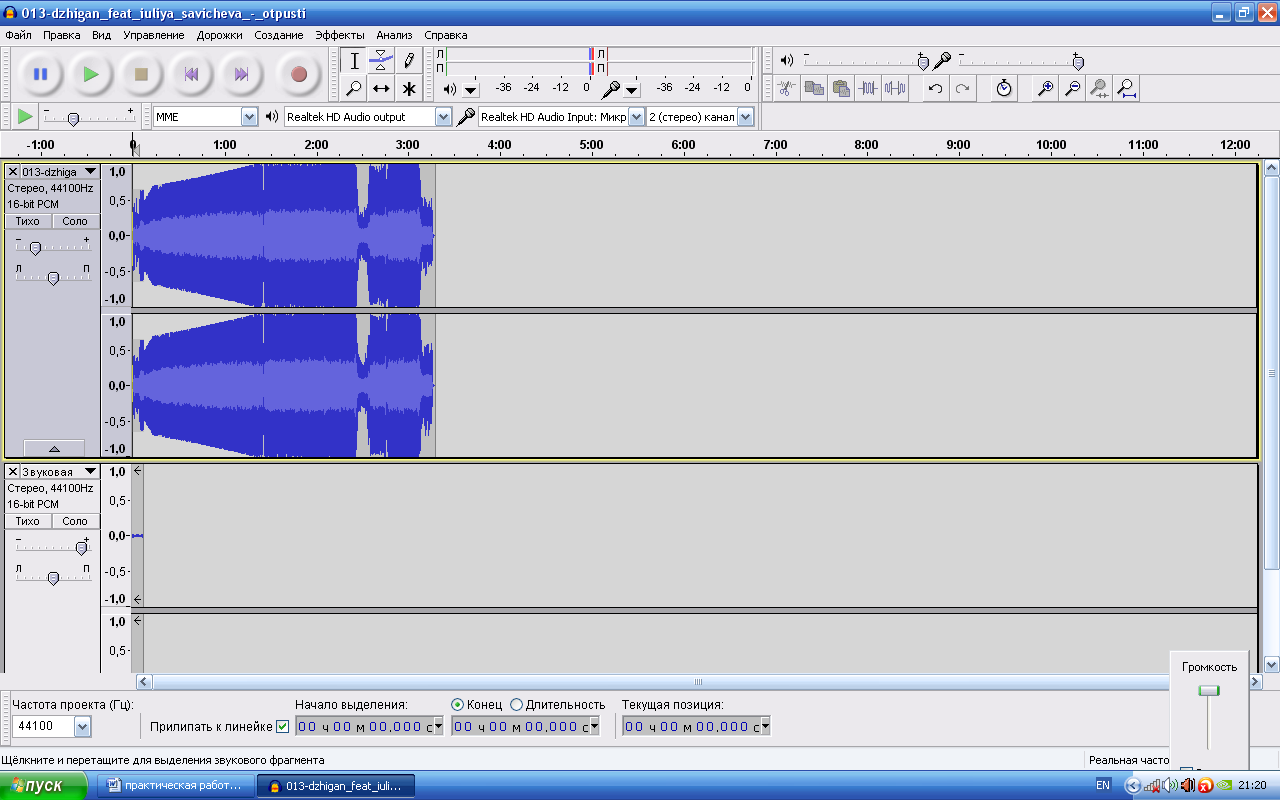 013-dzhigan_feat_iuliya_savicheva_-_otpusti
Файл Правка Вид Управление Дорожки Создание Эффекты Анализ Справка
Л
П
-36 -24 -12 0
Л
П
-36 -24 -12 0
MME Realtek HD Audio output Realtek HD Audio Input: Микр 2 (стерео) канал
-1:00 0 1:00 2:00 3:00 4:00 5:00 6:00 7:00 8:00 9:00 10:00 11:00 12:00
013-dzhiga
Стерео, 44100Hz
16-bit PCM
Тихо Соло
- +
Л П
1,0
0,5-
0,0-
-0,5-
-1,0
1,0
0,5-
0,0-
-0,5-
-1,0
Звуковая
Стерео, 44100Hz
16-bit PCM
Тихо Соло
- +
Л П
1,0
0,5-
0,0-
-0,5-
-1,0
1,0
0,5-
Громкость
Частота проекта (Гц):
44100
Прилипать к линейке
Начало выделения:
00 ч 00 м 00,000 с
Конец Длительность
00 ч 00 м 00,000 с
Текущая позиция:
00 ч 00 м 00,000 с
Щёлкните и перетащите для выделения звукового фрагмента
Реальная часто
пуск
практическая работ...
013-dzhigan_feat_iuli...
EN
21:20